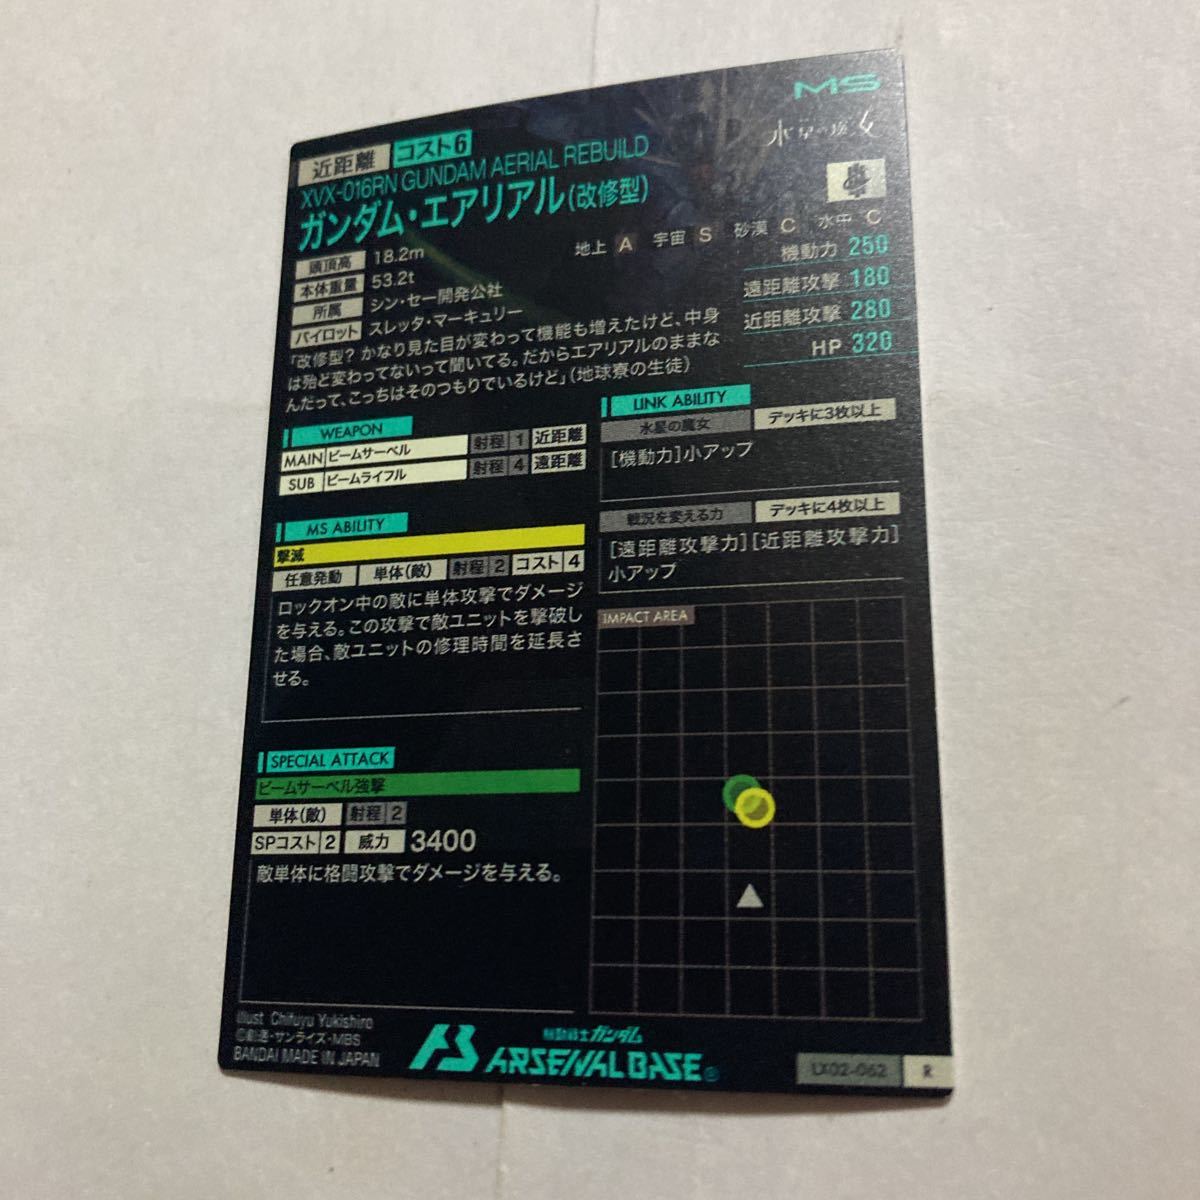 MS
水星の魔女
近距離 コスト6
XVX-016RN GUNDAM AERIAL REBUILD
ガンダム・エアリアル(改修型)
頭頂高 18.2m
本体重量 53.2t
所属 シン・セー開発公社
パイロット スレッタ・マーキュリー
地上 A 宇宙 S 砂漠 C 水中 C
機動力 250
遠距離攻撃 180
近距離攻撃 280
HP 320
「改修型? かなり見た目が変わって機能も増えたけど、中身
は殆ど変わってないって聞いてる。だからエアリアルのままな
んだって、こっちはそのつもりでいるけど」(地球寮の生徒)
WEAPON
MAIN ビームサーベル 射程 1 近距離
SUB ビームライフル 射程 4 遠距離
MS ABILITY
撃滅
任意発動 単体(敵) 射程 2 コスト 4
ロックオン中の敵に単体攻撃でダメージ
を与える。この攻撃で敵ユニットを撃破し
た場合、敵ユニットの修理時間を延長さ
せる。
SPECIAL ATTACK
ビームサーベル強撃
単体(敵) 射程 2
SPコスト 2 威力 3400
敵単体に格闘攻撃でダメージを与える。
LINK ABILITY
水星の魔女 デッキに3枚以上
[機動力]小アップ
戦況を変える力 デッキに4枚以上
[遠距離攻撃力][近距離攻撃力]
小アップ
IMPACT AREA
Illust. Chifuyu Yukishiro
©創通・サンライズ・MBS
BANDAI MADE IN JAPAN
AB
機動戦士ガンダム
ARSENAL BASE
LX02-062 R